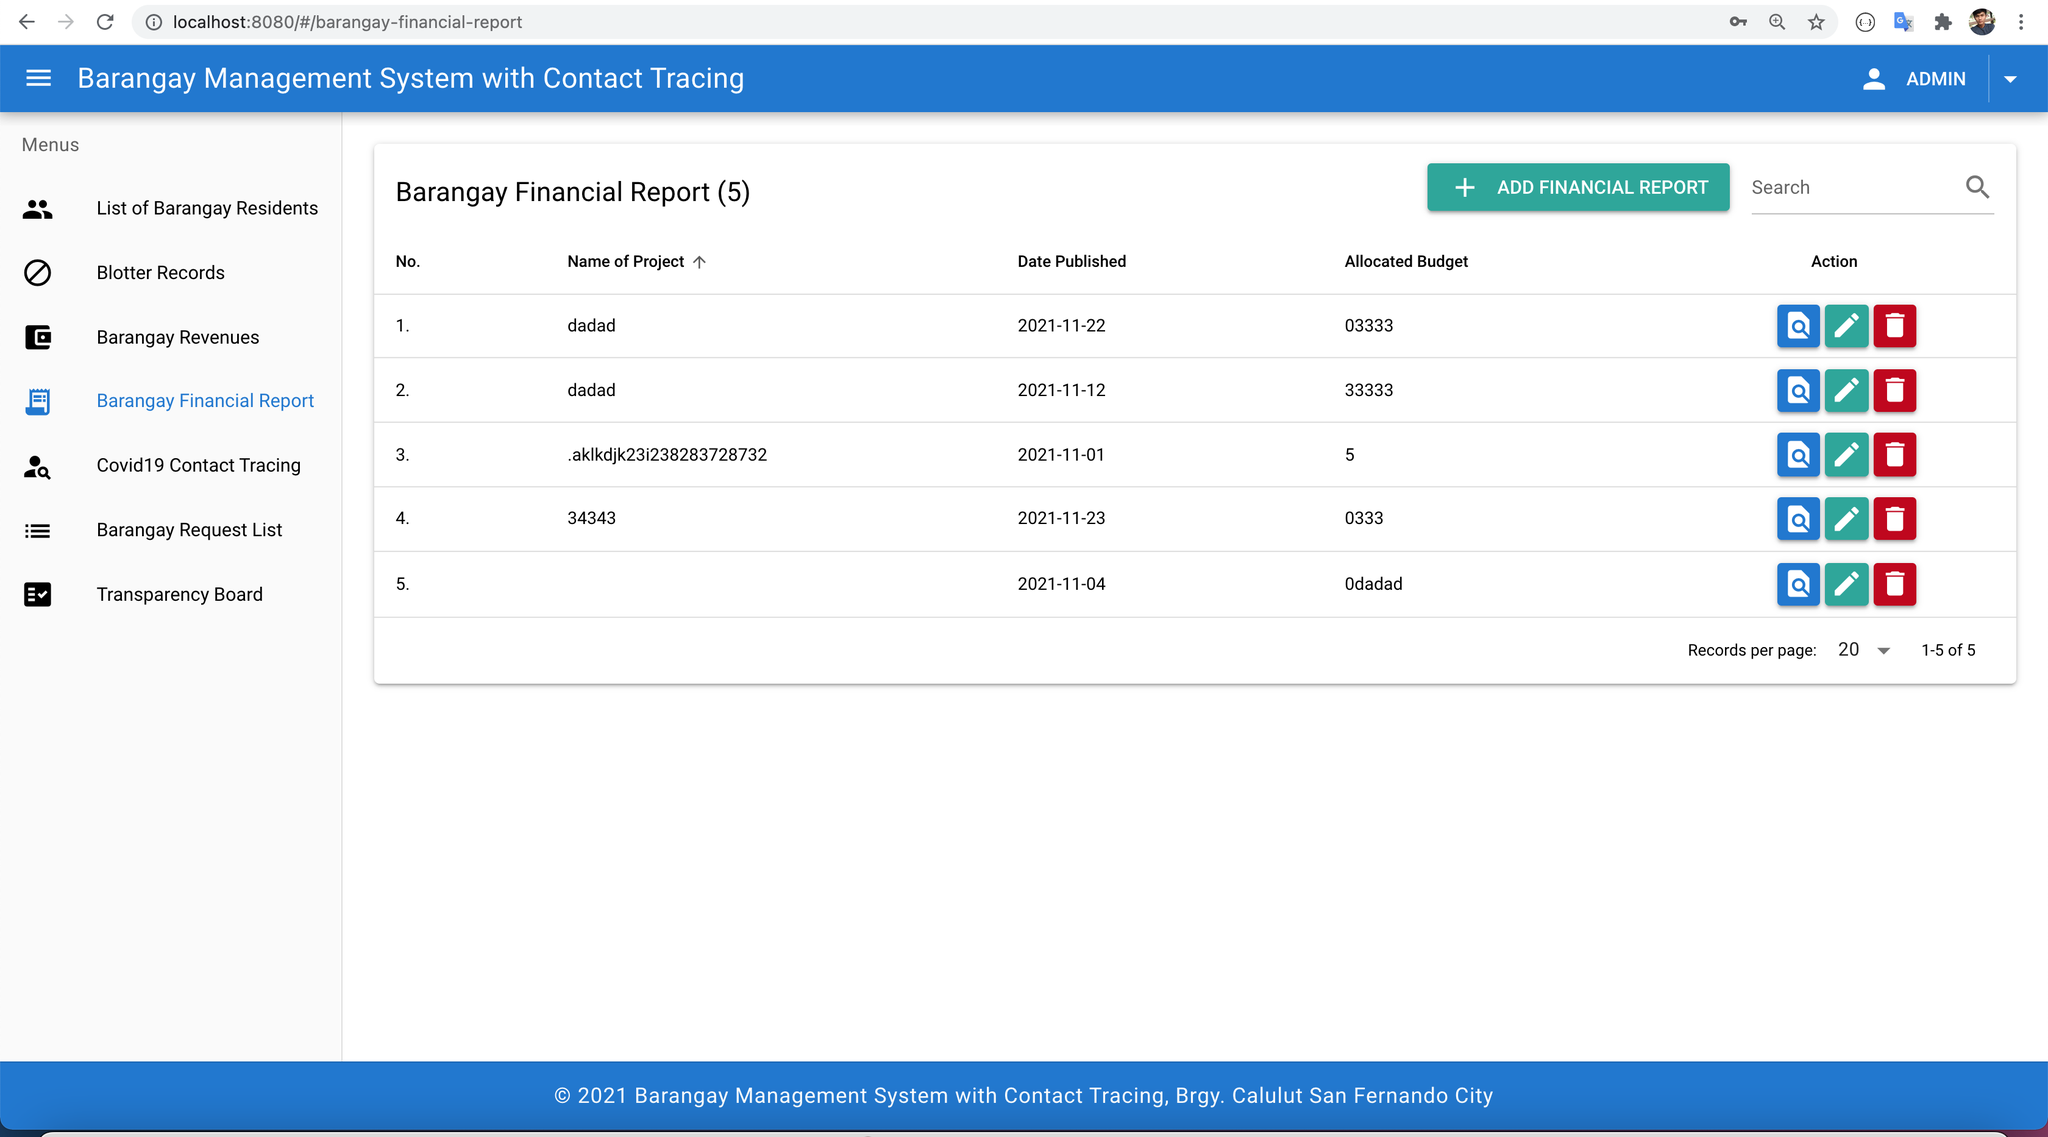 localhost:8080/#/barangay-financial-report
Barangay Management System with Contact Tracing
ADMIN
Menus
List of Barangay Residents
Blotter Records
Barangay Revenues
Barangay Financial Report
Covid19 Contact Tracing
Barangay Request List
Transparency Board
Barangay Financial Report (5)
ADD FINANCIAL REPORT
Search
No. Name of Project Date Published Allocated Budget Action
1. dadad 2021-11-22 03333
2. dadad 2021-11-12 33333
3. .aklkdjk23i238283728732 2021-11-01 5
4. 34343 2021-11-23 0333
5. 2021-11-04 0dadad
Records per page: 20 1-5 of 5
© 2021 Barangay Management System with Contact Tracing, Brgy. Calulut San Fernando City